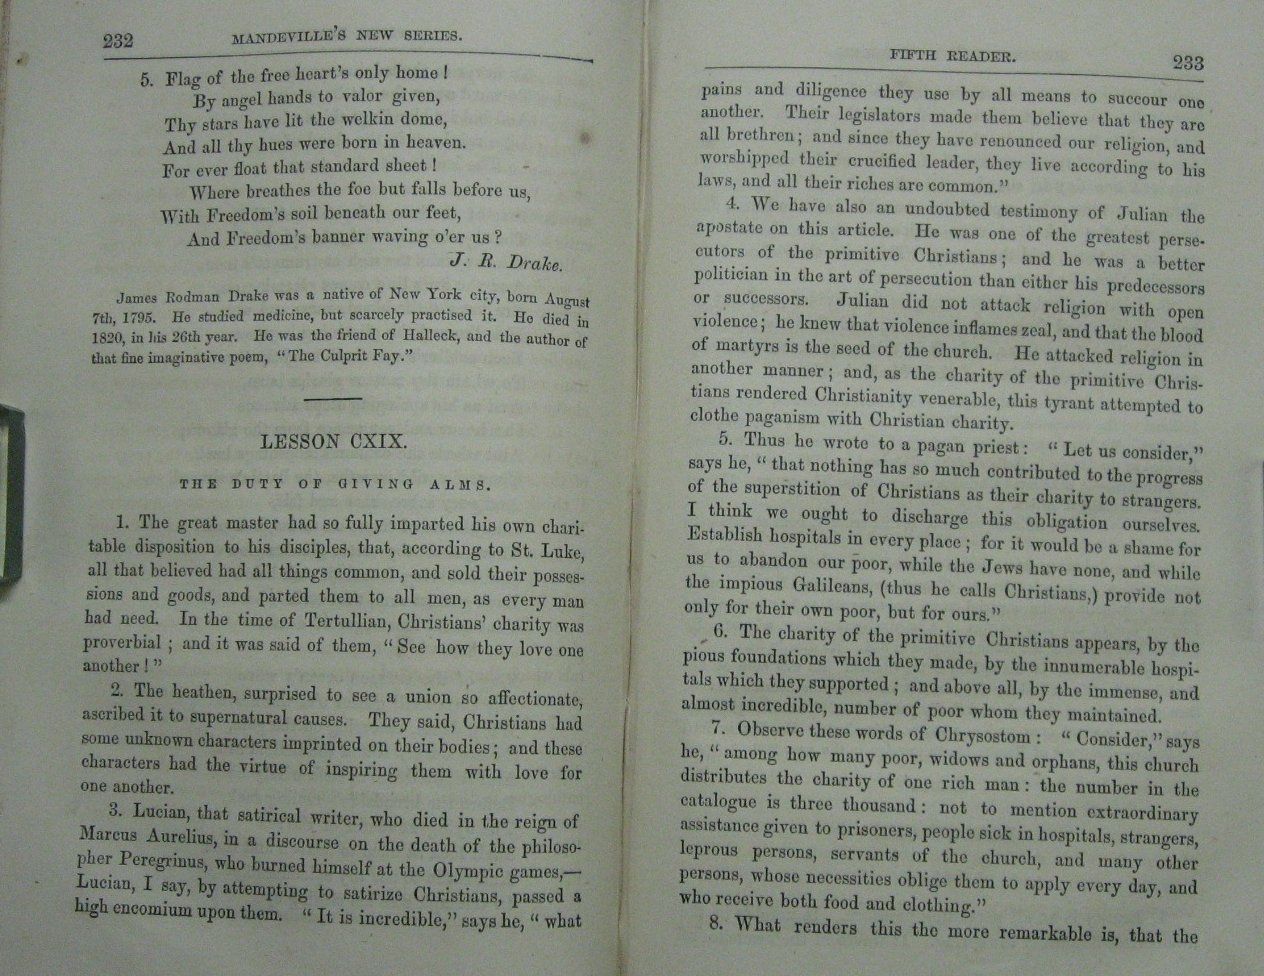 232
MANDEVILLE'S NEW SERIES.
5. Flag of the free heart's only home!
By angel hands to valor given,
Thy stars have lit the welkin dome,
And all thy hues were born in heaven.
For ever float that standard sheet!
Where breathes the foe but falls before us,
With Freedom's soil beneath our feet,
And Freedom's banner waving o'er us?
J. R. Drake.
James Rodman Drake was a native of New York city, born August
7th, 1795. He studied medicine, but scarcely practised it. He died in
1820, in his 26th year. He was the friend of Halleck, and the author of
that fine imaginative poem, "The Culprit Fay."
LESSON CXIX.
THE DUTY OF GIVING ALMS.
1. The great master had so fully imparted his own chari-
table disposition to his disciples, that, according to St. Luke,
all that believed had all things common, and sold their posses-
sions and goods, and parted them to all men, as every man
had need. In the time of Tertullian, Christians' charity was
proverbial; and it was said of them, "See how they love one
another!"
2. The heathen, surprised to see a union so affectionate,
ascribed it to supernatural causes. They said, Christians had
some unknown characters imprinted on their bodies; and these
characters had the virtue of inspiring them with love for
one another.
3. Lucian, that satirical writer, who died in the reign of
Marcus Aurelius, in a discourse on the death of the philoso-
pher Peregrinus, who burned himself at the Olympic games,—
Lucian, I say, by attempting to satirize Christians, passed a
high encomium upon them. "It is incredible," says he, "what
FIFTH READER.
233
pains and diligence they use by all means to succour one
another. Their legislators made them believe that they are
all brethren; and since they have renounced our religion, and
worshipped their crucified leader, they live according to his
laws, and all their riches are common."
4. We have also an undoubted testimony of Julian the
apostate on this article. He was one of the greatest perse-
cutors of the primitive Christians; and he was a better
politician in the art of persecution than either his predecessors
or successors. Julian did not attack religion with open
violence; he knew that violence inflames zeal, and that the blood
of martyrs is the seed of the church. He attacked religion in
another manner; and, as the charity of the primitive Chris-
tians rendered Christianity venerable, this tyrant attempted to
clothe paganism with Christian charity.
5. Thus he wrote to a pagan priest: "Let us consider,"
says he, "that nothing has so much contributed to the progress
of the superstition of Christians as their charity to strangers.
I think we ought to discharge this obligation ourselves.
Establish hospitals in every place; for it would be a shame for
us to abandon our poor, while the Jews have none, and while
the impious Galileans, (thus he calls Christians,) provide not
only for their own poor, but for ours."
6. The charity of the primitive Christians appears, by the
pious foundations which they made, by the innumerable hospi-
tals which they supported; and above all, by the immense, and
almost incredible, number of poor whom they maintained.
7. Observe these words of Chrysostom: "Consider," says
he, "among how many poor, widows and orphans, this church
distributes the charity of one rich man: the number in the
catalogue is three thousand: not to mention extraordinary
assistance given to prisoners, people sick in hospitals, strangers,
leprous persons, servants of the church, and many other
persons, whose necessities oblige them to apply every day, and
who receive both food and clothing."
8. What renders this the more remarkable is, that the